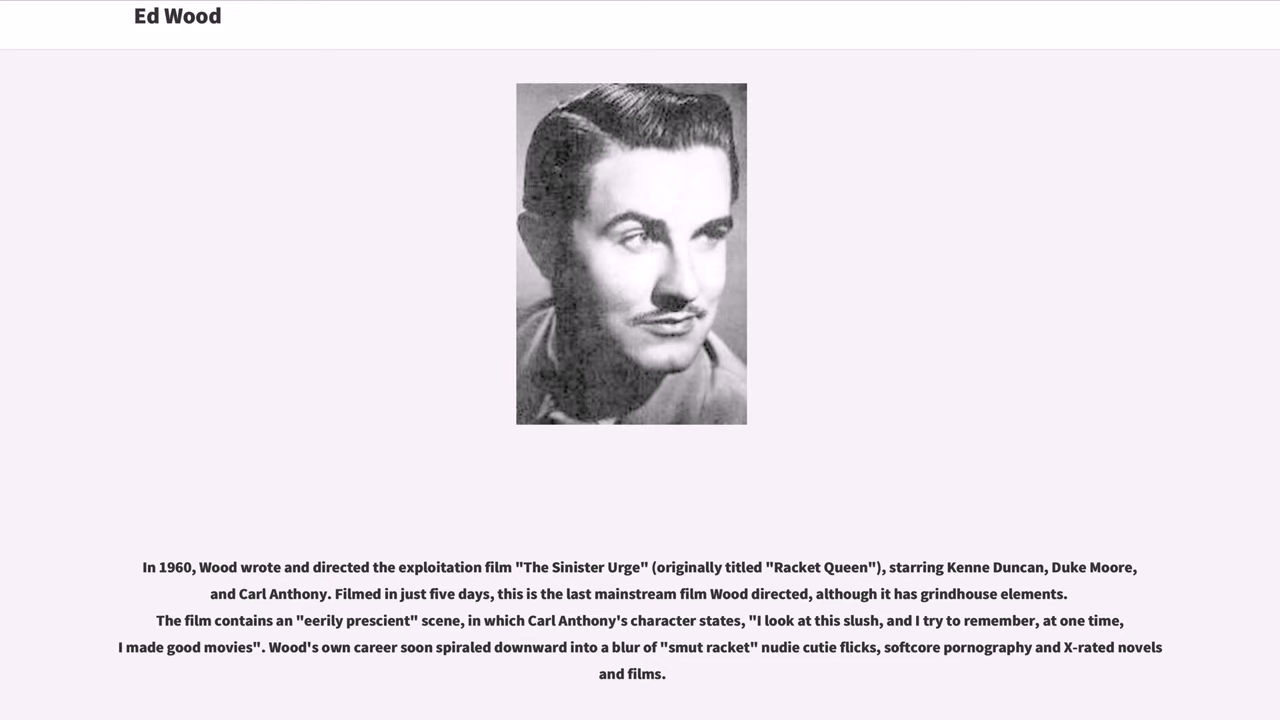 Ed Wood
In 1960, Wood wrote and directed the exploitation film "The Sinister Urge" (originally titled "Racket Queen"), starring Kenne Duncan, Duke Moore,
and Carl Anthony. Filmed in just five days, this is the last mainstream film Wood directed, although it has grindhouse elements.
The film contains an "eerily prescient" scene, in which Carl Anthony's character states, "I look at this slush, and I try to remember, at one time,
I made good movies". Wood's own career soon spiraled downward into a blur of "smut racket" nudie cutie flicks, softcore pornography and X-rated novels
and films.